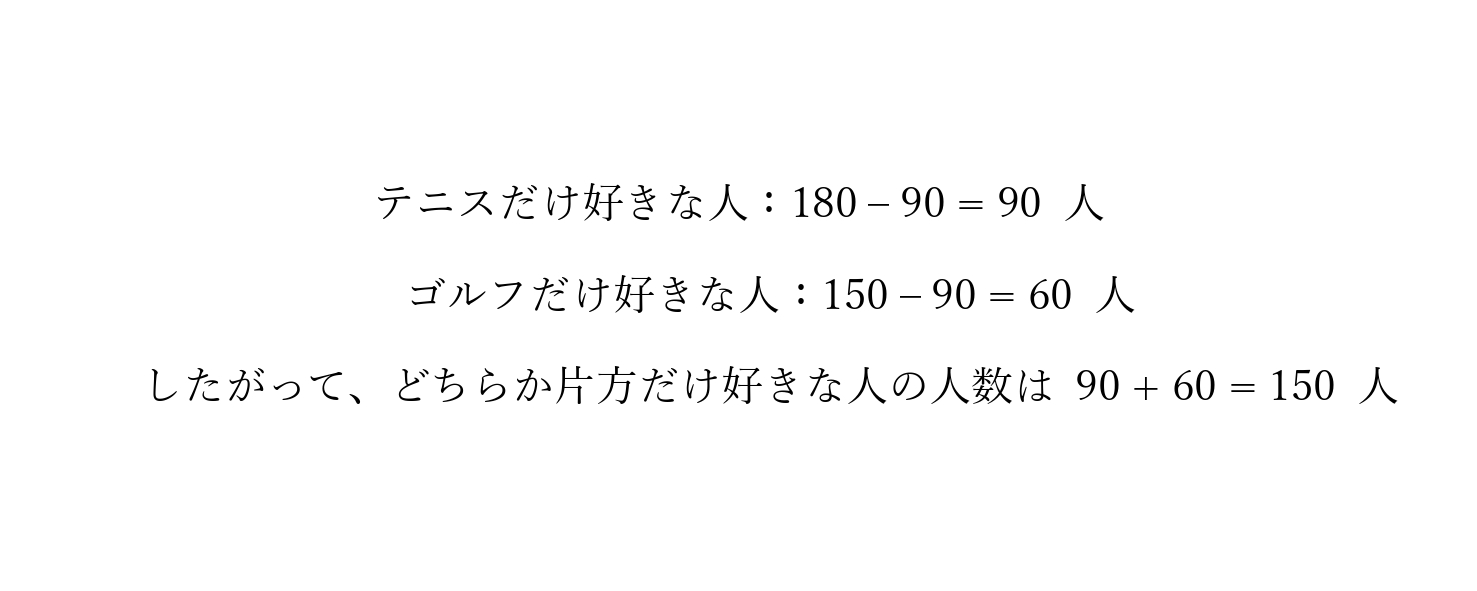 テニスだけ好きな人：180 − 90 = 90 人
ゴルフだけ好きな人：150 − 90 = 60 人
したがって、どちらか片方だけ好きな人の人数は 90 + 60 = 150 人